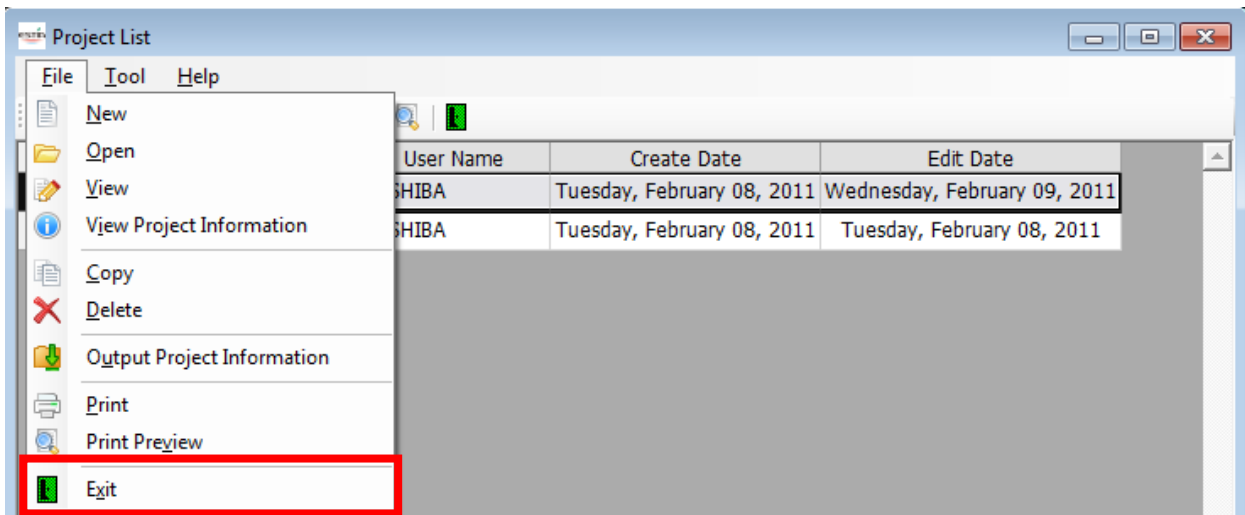 Project List
File Tool Help
New
Open
View
View Project Information
Copy
Delete
Output Project Information
Print
Print Preview
Exit
User Name Create Date Edit Date
SHIBA Tuesday, February 08, 2011 Wednesday, February 09, 2011
SHIBA Tuesday, February 08, 2011 Tuesday, February 08, 2011